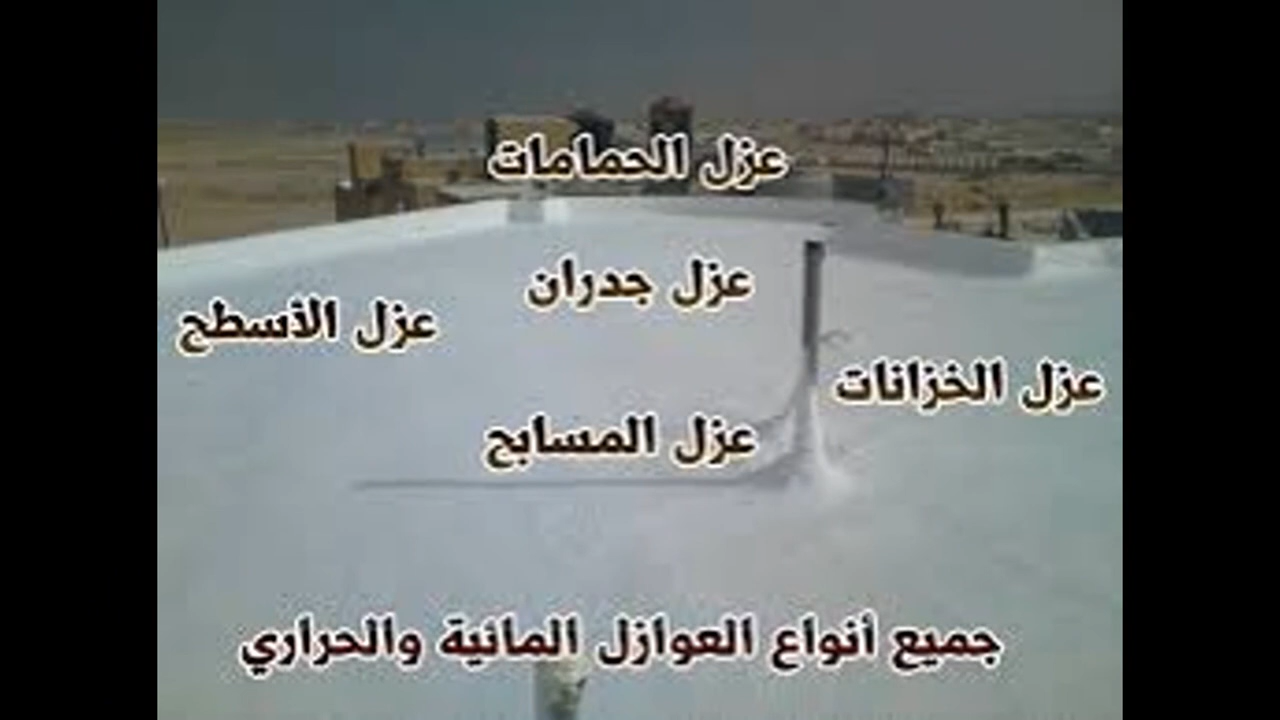 عزل الحمامات
عزل جدران
عزل الأسطح
عزل الخزانات
عزل المسابح
جميع أنواع العوازل المائية والحراري